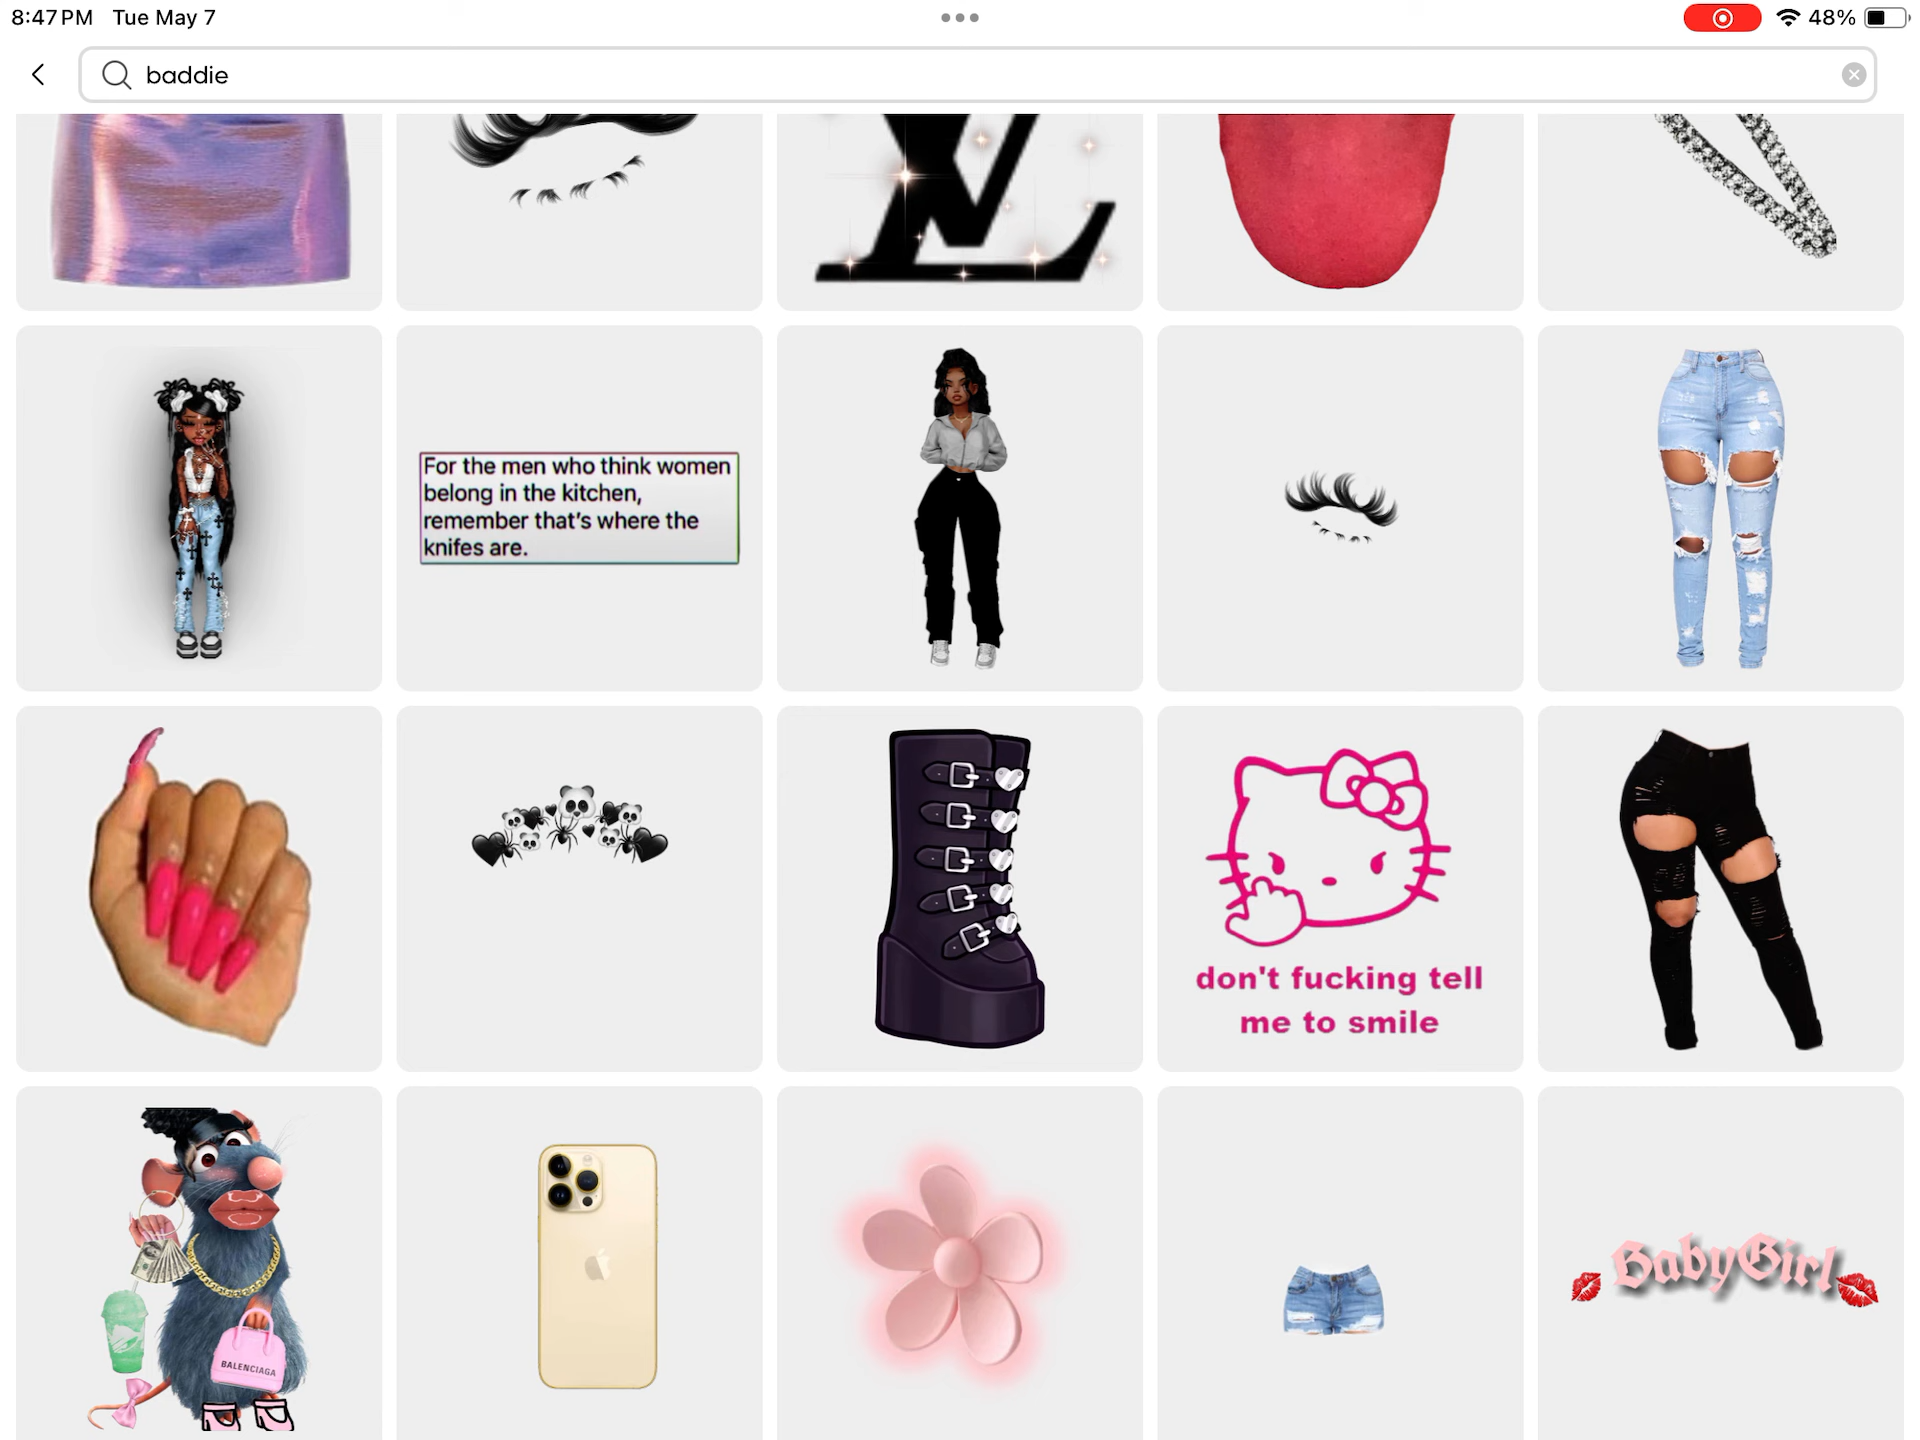 8:47 PM Tue May 7
48%
baddie
For the men who think women
belong in the kitchen,
remember that's where the
knifes are.
don't fucking tell
me to smile
BALENCIAGA
BabyGirl